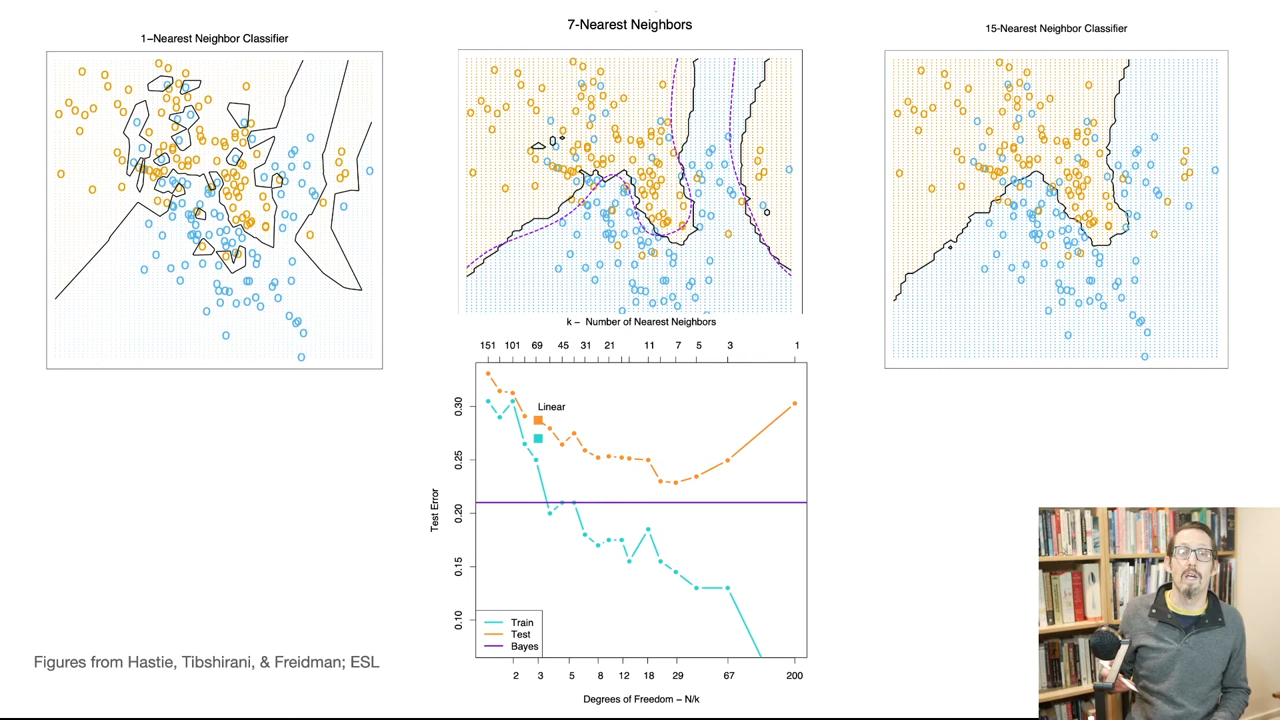 1−Nearest Neighbor Classifier
7-Nearest Neighbors
15-Nearest Neighbor Classifier
k − Number of Nearest Neighbors
151 101 69 45 31 21 11 7 5 3 1
Linear
0.30
0.25
0.20
0.15
0.10
Test Error
Train
Test
Bayes
2 3 5 8 12 18 29 67 200
Degrees of Freedom − N/k
Figures from Hastie, Tibshirani, & Freidman; ESL